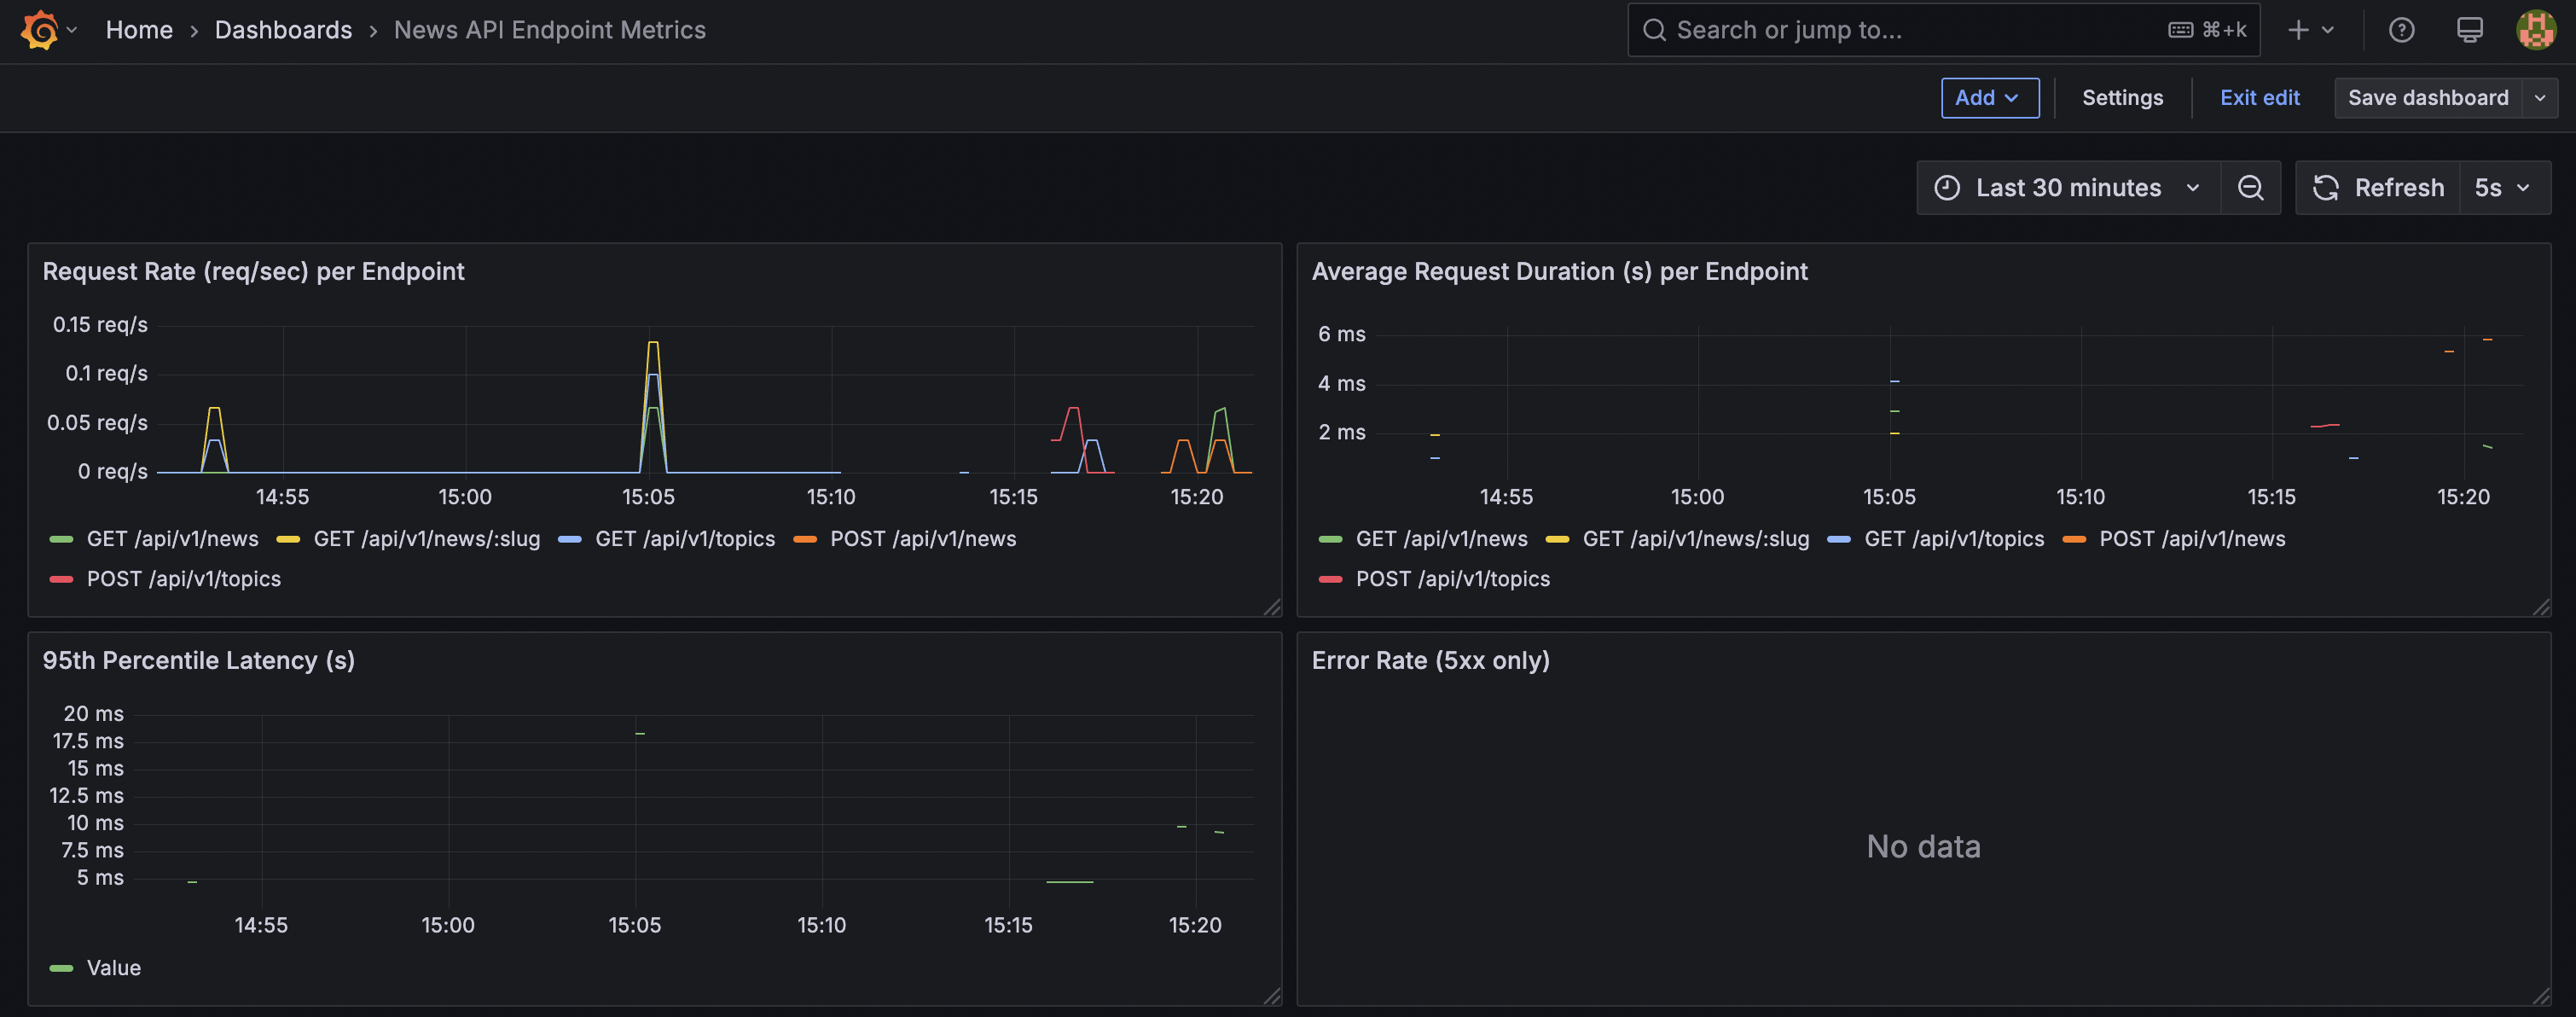 Home › Dashboards › News API Endpoint Metrics
Search or jump to... ⌘+k
Add Settings Exit edit Save dashboard
Last 30 minutes Refresh 5s
Request Rate (req/sec) per Endpoint
0.15 req/s
0.1 req/s
0.05 req/s
0 req/s
14:55 15:00 15:05 15:10 15:15 15:20
GET /api/v1/news GET /api/v1/news/:slug GET /api/v1/topics POST /api/v1/news
POST /api/v1/topics
Average Request Duration (s) per Endpoint
6 ms
4 ms
2 ms
14:55 15:00 15:05 15:10 15:15 15:20
GET /api/v1/news GET /api/v1/news/:slug GET /api/v1/topics POST /api/v1/news
POST /api/v1/topics
95th Percentile Latency (s)
20 ms
17.5 ms
15 ms
12.5 ms
10 ms
7.5 ms
5 ms
14:55 15:00 15:05 15:10 15:15 15:20
Value
Error Rate (5xx only)
No data